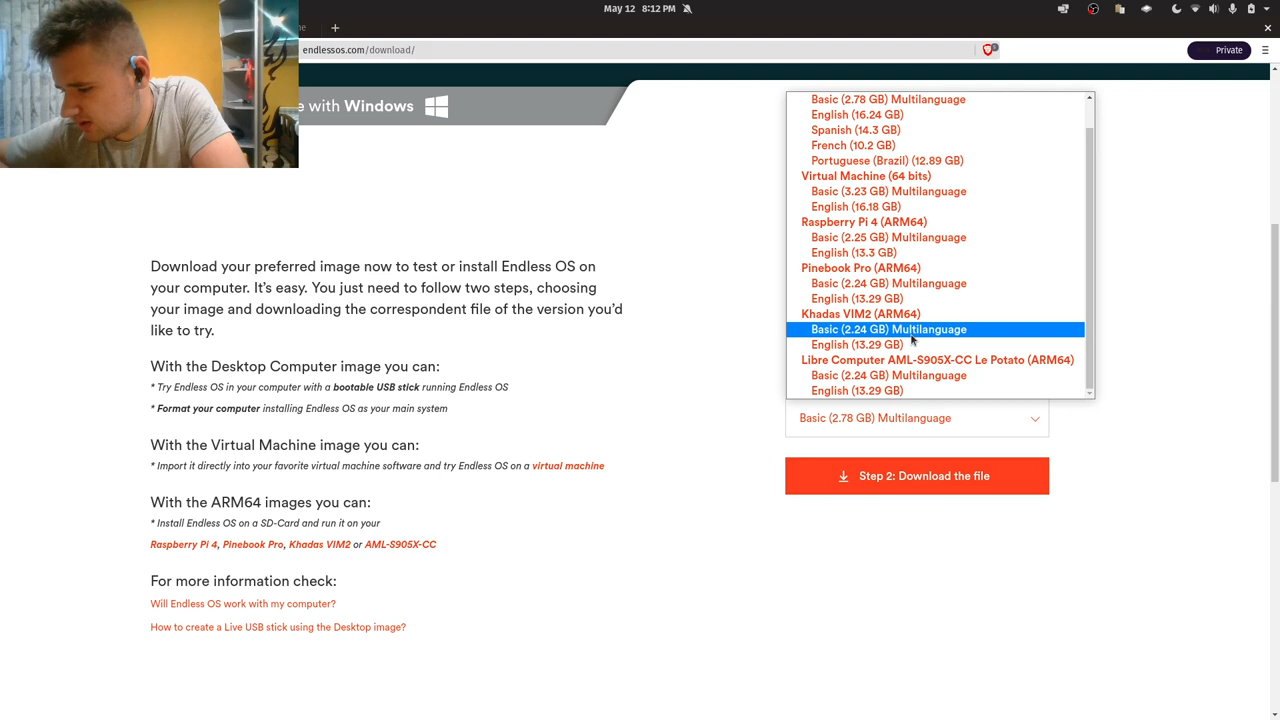 May 12 8:12 PM
ne
endlessos.com/download/
Private
e with Windows
Basic (2.78 GB) Multilanguage
English (16.24 GB)
Spanish (14.3 GB)
French (10.2 GB)
Portuguese (Brazil) (12.89 GB)
Virtual Machine (64 bits)
Basic (3.23 GB) Multilanguage
English (16.18 GB)
Raspberry Pi 4 (ARM64)
Basic (2.25 GB) Multilanguage
English (13.3 GB)
Pinebook Pro (ARM64)
Basic (2.24 GB) Multilanguage
English (13.29 GB)
Khadas VIM2 (ARM64)
Basic (2.24 GB) Multilanguage
English (13.29 GB)
Libre Computer AML-S905X-CC Le Potato (ARM64)
Basic (2.24 GB) Multilanguage
English (13.29 GB)
Basic (2.78 GB) Multilanguage
Step 2: Download the file
Download your preferred image now to test or install Endless OS on
your computer. It's easy. You just need to follow two steps, choosing
your image and downloading the correspondent file of the version you'd
like to try.
With the Desktop Computer image you can:
* Try Endless OS in your computer with a bootable USB stick running Endless OS
* Format your computer installing Endless OS as your main system
With the Virtual Machine image you can:
* Import it directly into your favorite virtual machine software and try Endless OS on a virtual machine
With the ARM64 images you can:
* Install Endless OS on a SD-Card and run it on your
Raspberry Pi 4, Pinebook Pro, Khadas VIM2 or AML-S905X-CC
For more information check:
Will Endless OS work with my computer?
How to create a Live USB stick using the Desktop image?